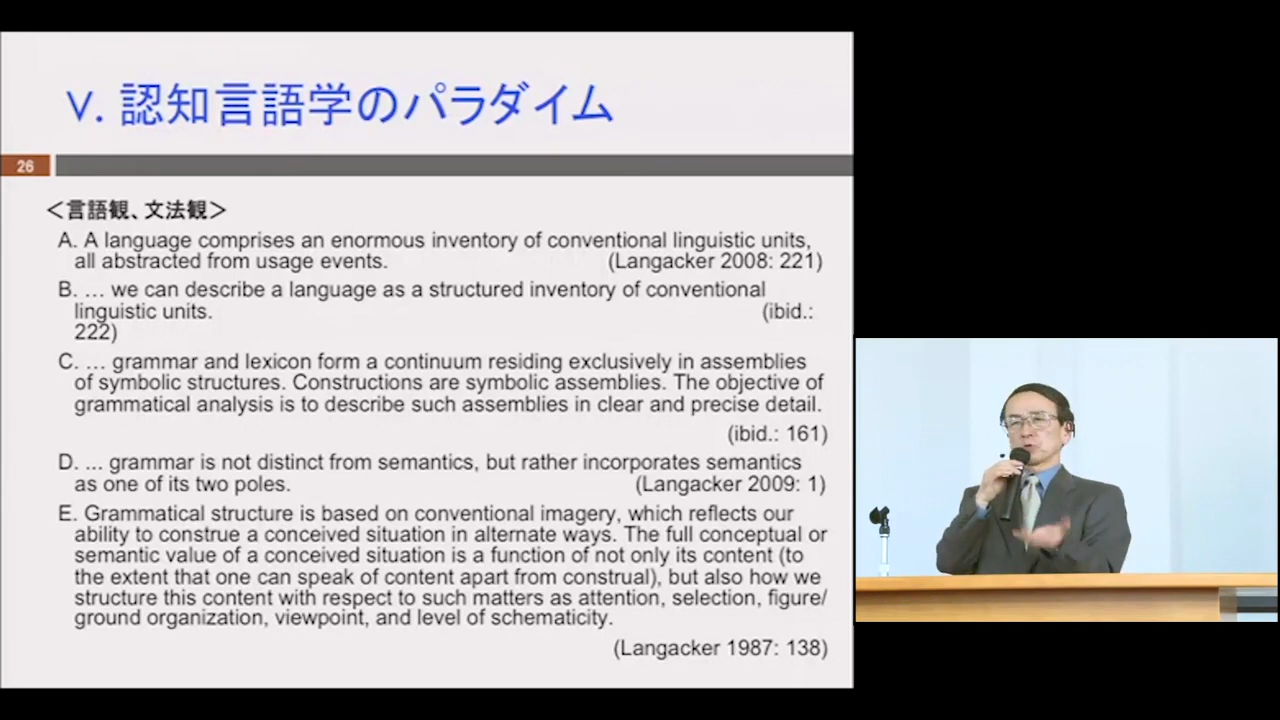 V. 認知言語学のパラダイム
26
＜言語観、文法観＞
A. A language comprises an enormous inventory of conventional linguistic units,
all abstracted from usage events. (Langacker 2008: 221)
B. … we can describe a language as a structured inventory of conventional
linguistic units. (ibid.:
222)
C. … grammar and lexicon form a continuum residing exclusively in assemblies
of symbolic structures. Constructions are symbolic assemblies. The objective of
grammatical analysis is to describe such assemblies in clear and precise detail.
(ibid.: 161)
D. ... grammar is not distinct from semantics, but rather incorporates semantics
as one of its two poles. (Langacker 2009: 1)
E. Grammatical structure is based on conventional imagery, which reflects our
ability to construe a conceived situation in alternate ways. The full conceptual or
semantic value of a conceived situation is a function of not only its content (to
the extent that one can speak of content apart from construal), but also how we
structure this content with respect to such matters as attention, selection, figure/
ground organization, viewpoint, and level of schematicity.
(Langacker 1987: 138)